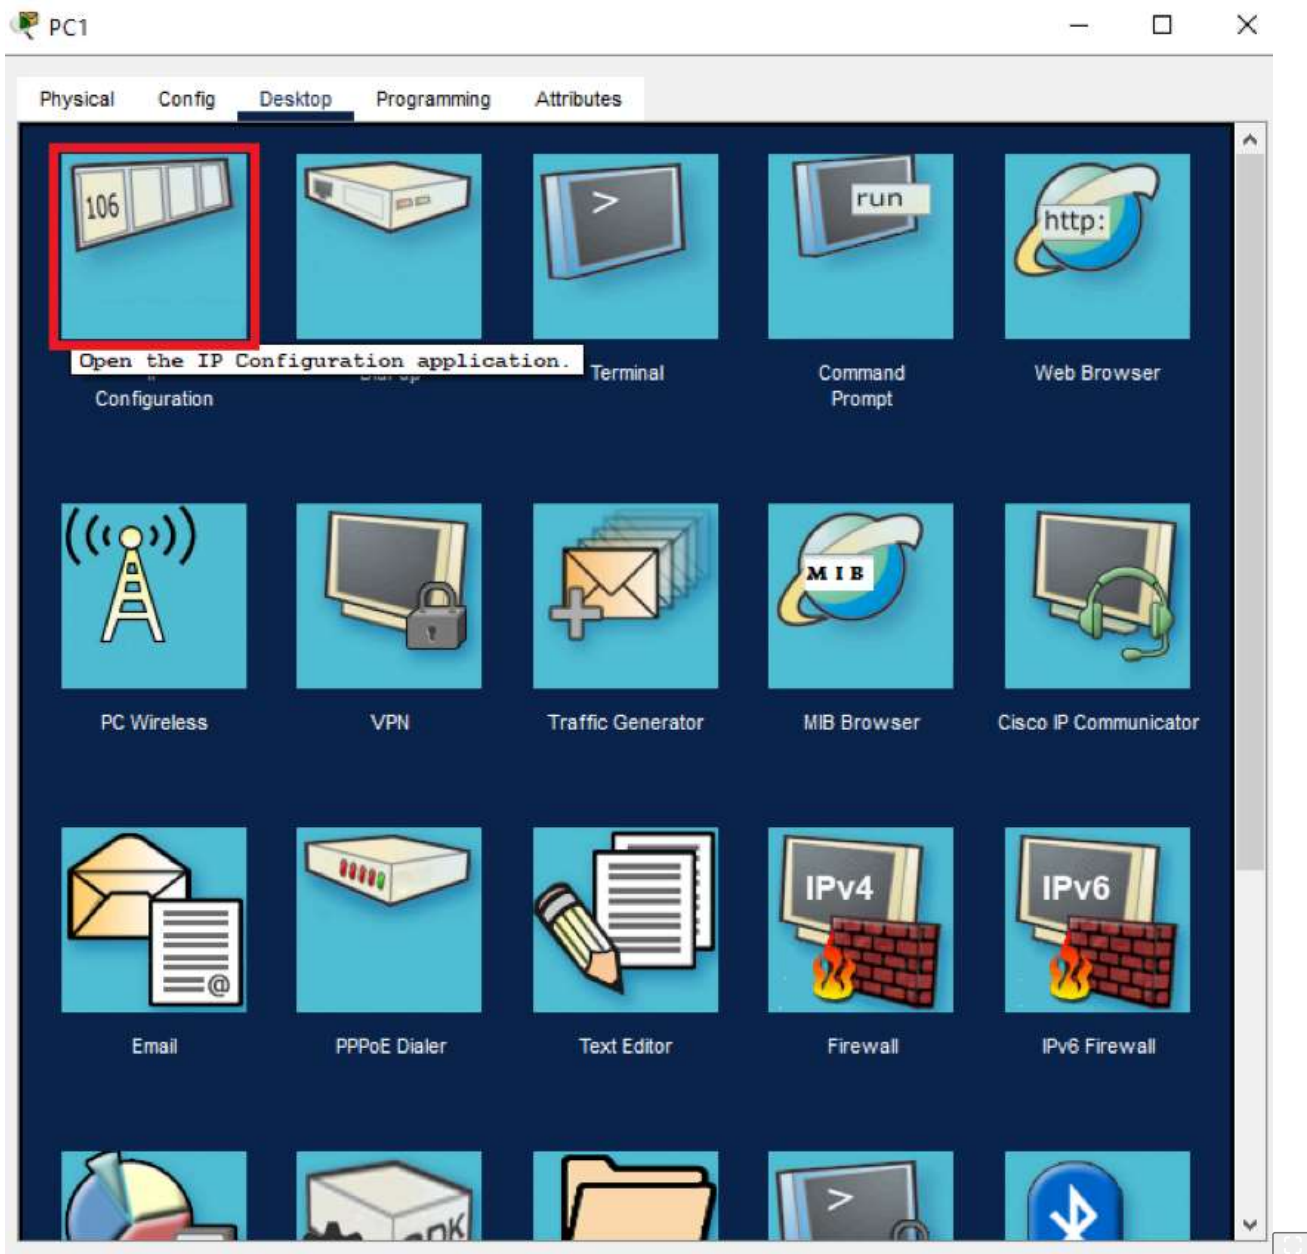 PC1
Physical Config Desktop Programming Attributes
106
>
run
http:
Open the IP Configuration application.
Configuration
Terminal
Command
Prompt
Web Browser
MIB
PC Wireless
VPN
Traffic Generator
MIB Browser
Cisco IP Communicator
IPv4
IPv6
@
Email
PPPoE Dialer
Text Editor
Firewall
IPv6 Firewall
>